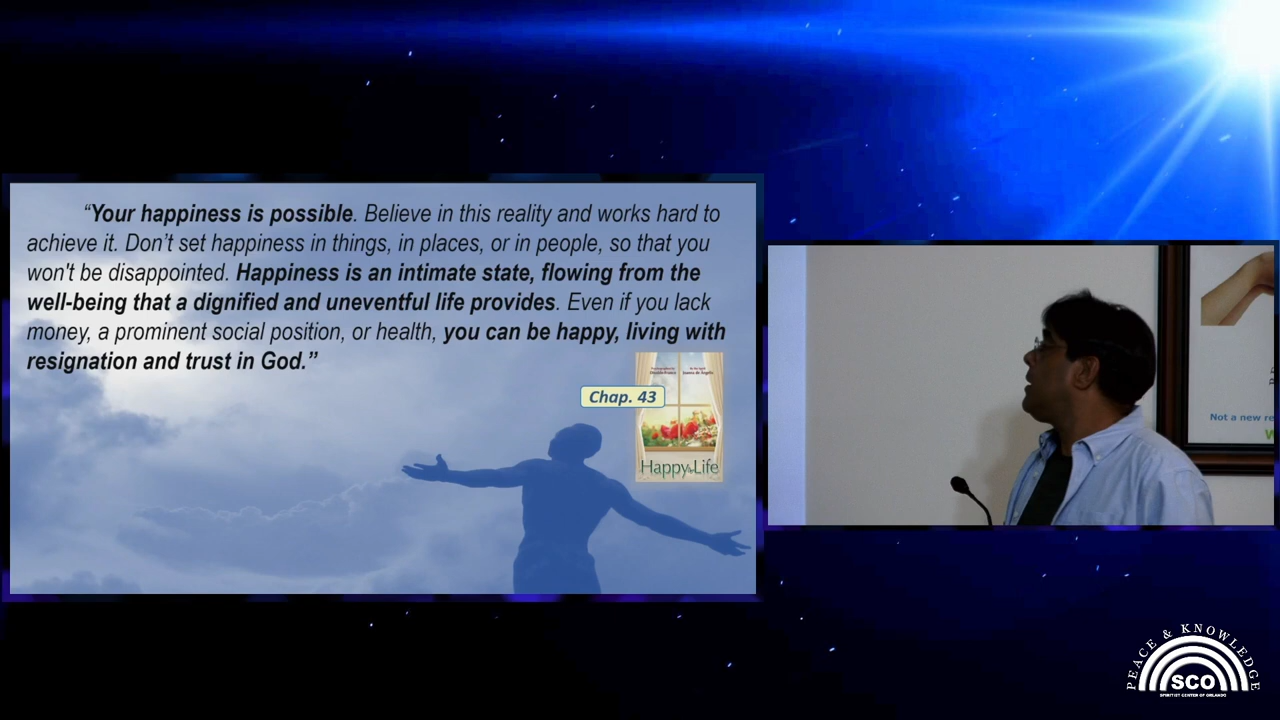 “Your happiness is possible. Believe in this reality and works hard to
achieve it. Don’t set happiness in things, in places, or in people, so that you
won't be disappointed. Happiness is an intimate state, flowing from the
well-being that a dignified and uneventful life provides. Even if you lack
money, a prominent social position, or health, you can be happy, living with
resignation and trust in God.”
Chap. 43
Happy Life
Not a new re
W
PEACE & KNOWLEDGE
SCO
SPIRITIST CENTER OF ORLANDO